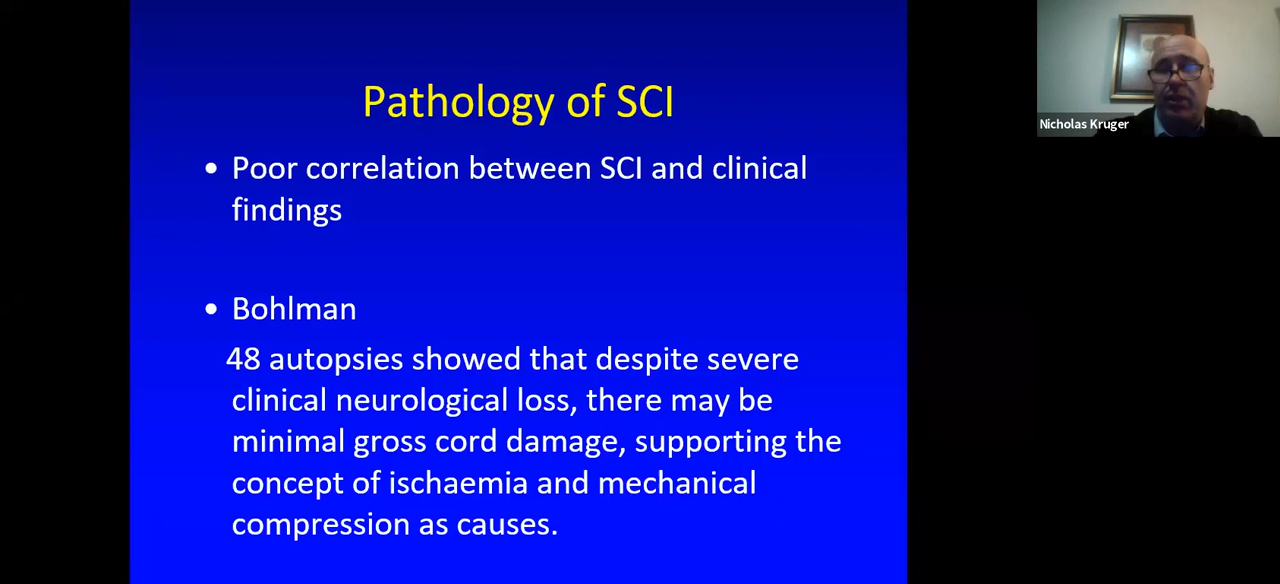 Pathology of SCI
• Poor correlation between SCI and clinical
findings
• Bohlman
48 autopsies showed that despite severe
clinical neurological loss, there may be
minimal gross cord damage, supporting the
concept of ischaemia and mechanical
compression as causes.
Nicholas Kruger